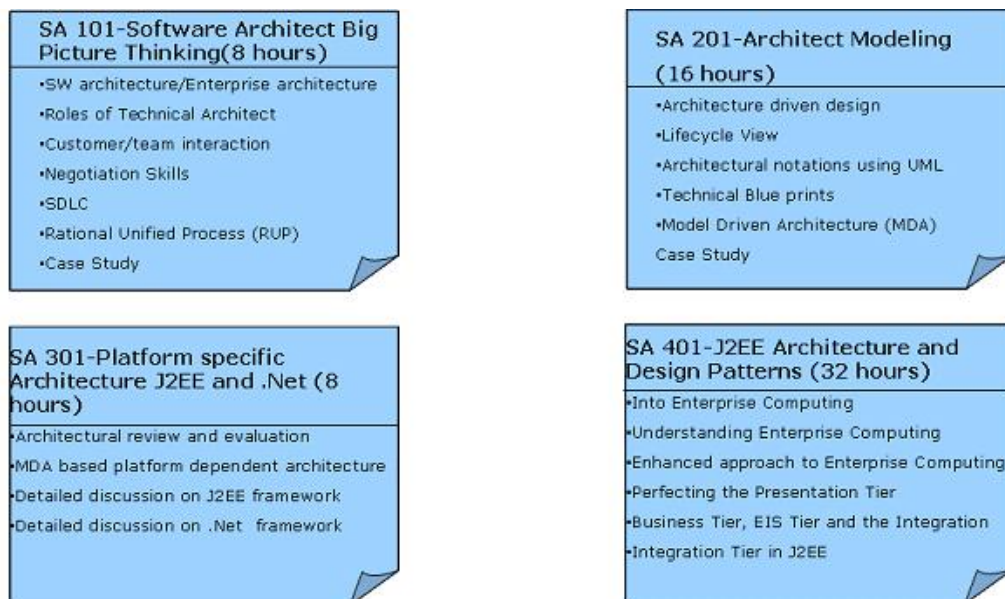 SA 101-Software Architect Big
Picture Thinking(8 hours)
•SW architecture/Enterprise architecture
•Roles of Technical Architect
•Customer/team interaction
•Negotiation Skills
•SDLC
•Rational Unified Process (RUP)
•Case Study
SA 201-Architect Modeling
(16 hours)
•Architecture driven design
•Lifecycle View
•Architectural notations using UML
•Technical Blue prints
•Model Driven Architecture (MDA)
Case Study
SA 301-Platform specific
Architecture J2EE and .Net (8
hours)
•Architectural review and evaluation
•MDA based platform dependent architecture
•Detailed discussion on J2EE framework
•Detailed discussion on .Net framework
SA 401-J2EE Architecture and
Design Patterns (32 hours)
•Into Enterprise Computing
•Understanding Enterprise Computing
•Enhanced approach to Enterprise Computing
•Perfecting the Presentation Tier
•Business Tier, EIS Tier and the Integration
•Integration Tier in J2EE